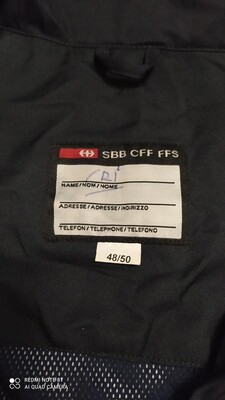 SBB CFF FFS
CRI
NAME/NOM/NOME
ADRESSE/ADRESSE/INDIRIZZO
TELEFON/TELEPHONE/TELEFONO
48/50
REDMI NOTE 8T
AI QUAD CAMERA